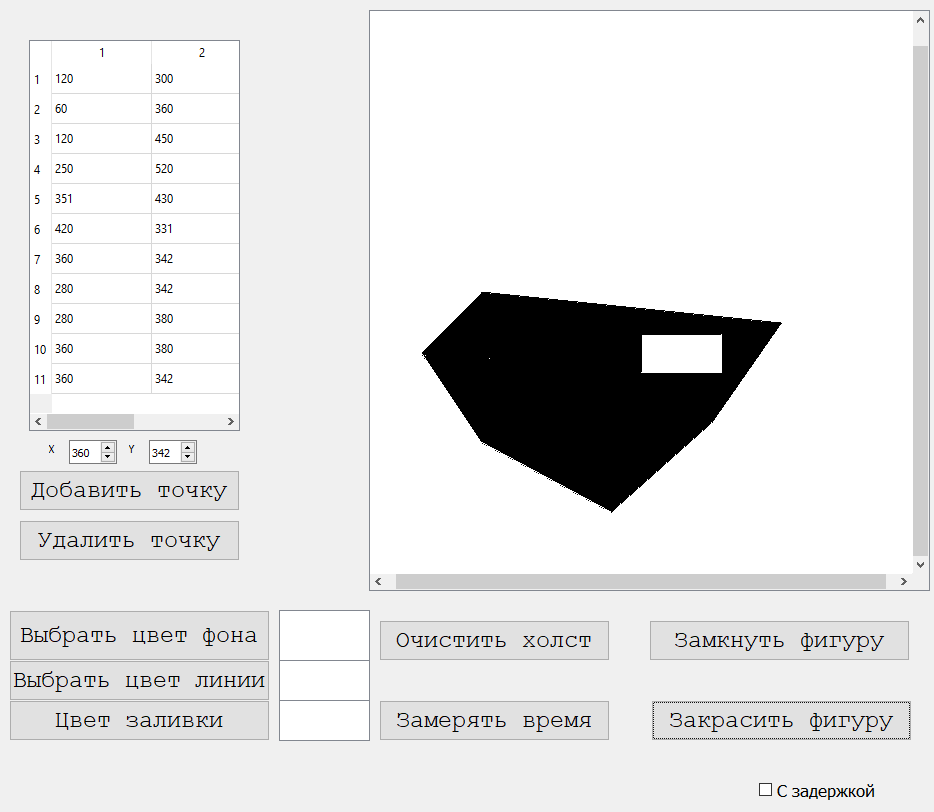 1 2
1 120 300
2 60 360
3 120 450
4 250 520
5 351 430
6 420 331
7 360 342
8 280 342
9 280 380
10 360 380
11 360 342
X 360 Y 342
Добавить точку
Удалить точку
Выбрать цвет фона
Очистить холст
Замкнуть фигуру
Выбрать цвет линии
Цвет заливки
Замерять время
Закрасить фигуру
С задержкой